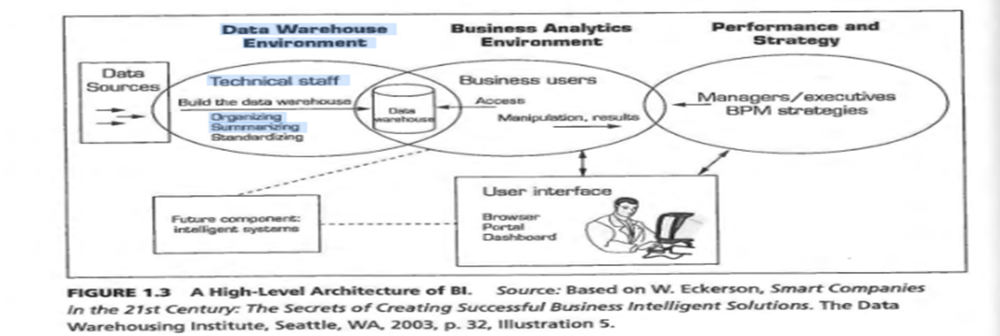 Data Warehouse
Environment
Business Analytics
Environment
Performance and
Strategy
Data
Sources
Technical staff
Build the data warehouse
Organizing
Summarizing
Standardizing
Data
warehouse
Business users
Access
Manipulation, results
Managers/executives
BPM strategies
Future component:
intelligent systems
User interface
Browser
Portal
Dashboard
FIGURE 1.3 A High-Level Architecture of BI. Source: Based on W. Eckerson, Smart Companies
in the 21st Century: The Secrets of Creating Successful Business Intelligent Solutions. The Data
Warehousing Institute, Seattle, WA, 2003, p. 32, Illustration 5.